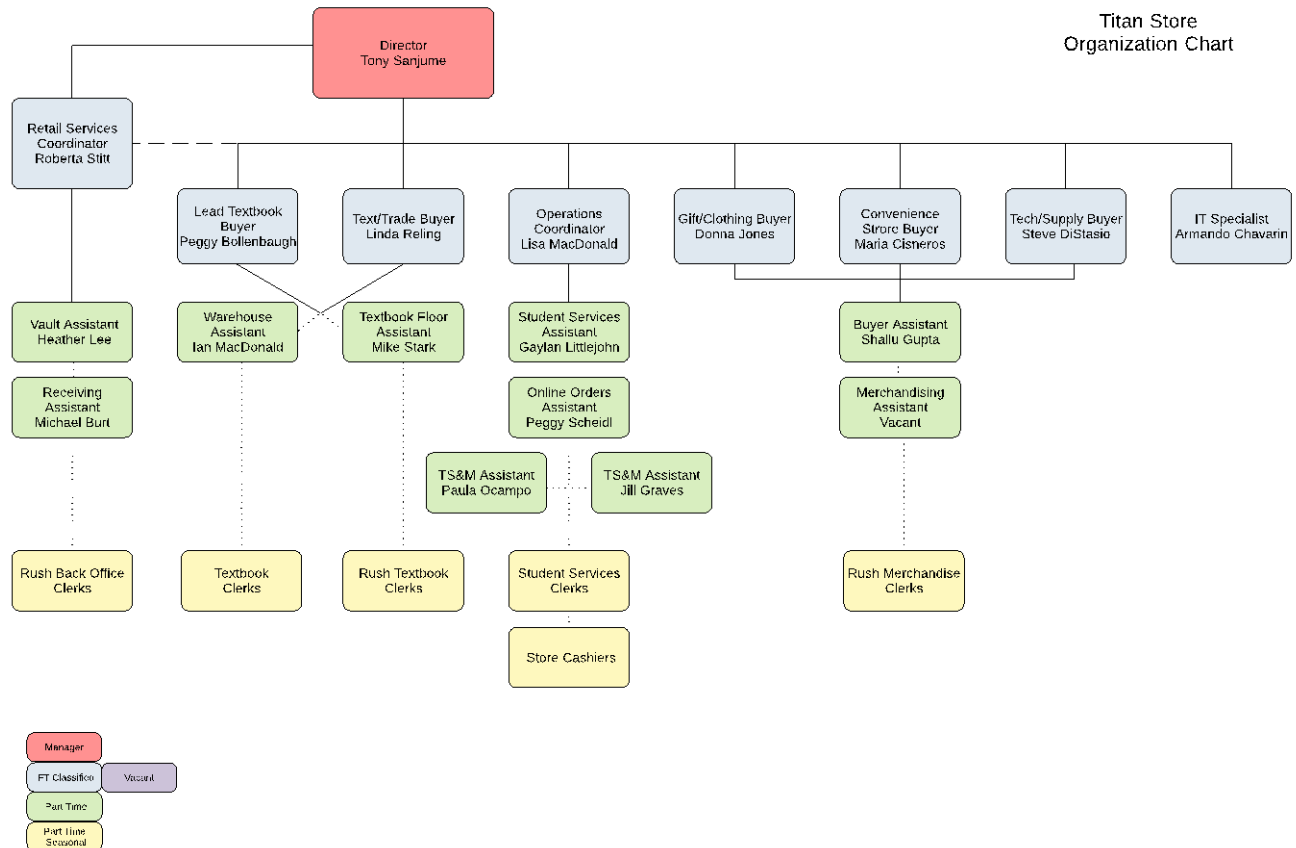 Titan Store
Organization Chart
Director
Tony Sanjume
Retail Services
Coordinator
Roberta Stitt
Lead Textbook
Buyer
Peggy Bollenbaugh
Text/Trade Buyer
Linda Reling
Operations
Coordinator
Lisa MacDonald
Gift/Clothing Buyer
Donna Jones
Convenience
Strore Buyer
Maria Cisneros
Tech/Supply Buyer
Steve DiStasio
IT Specialist
Armando Chavarin
Vault Assistant
Heather Lee
Warehouse
Assistant
Ian MacDonald
Textbook Floor
Assistant
Mike Stark
Student Services
Assistant
Gaylan Littlejohn
Buyer Assistant
Shallu Gupta
Receiving
Assistant
Michael Burt
Online Orders
Assistant
Peggy Scheidl
Merchandising
Assistant
Vacant
TS&M Assistant
Paula Ocampo
TS&M Assistant
Jill Graves
Rush Back Office
Clerks
Textbook
Clerks
Rush Textbook
Clerks
Student Services
Clerks
Rush Merchandise
Clerks
Store Cashiers
Manager
FT Classifico
Vacant
Part Time
Part Time
Seasonal